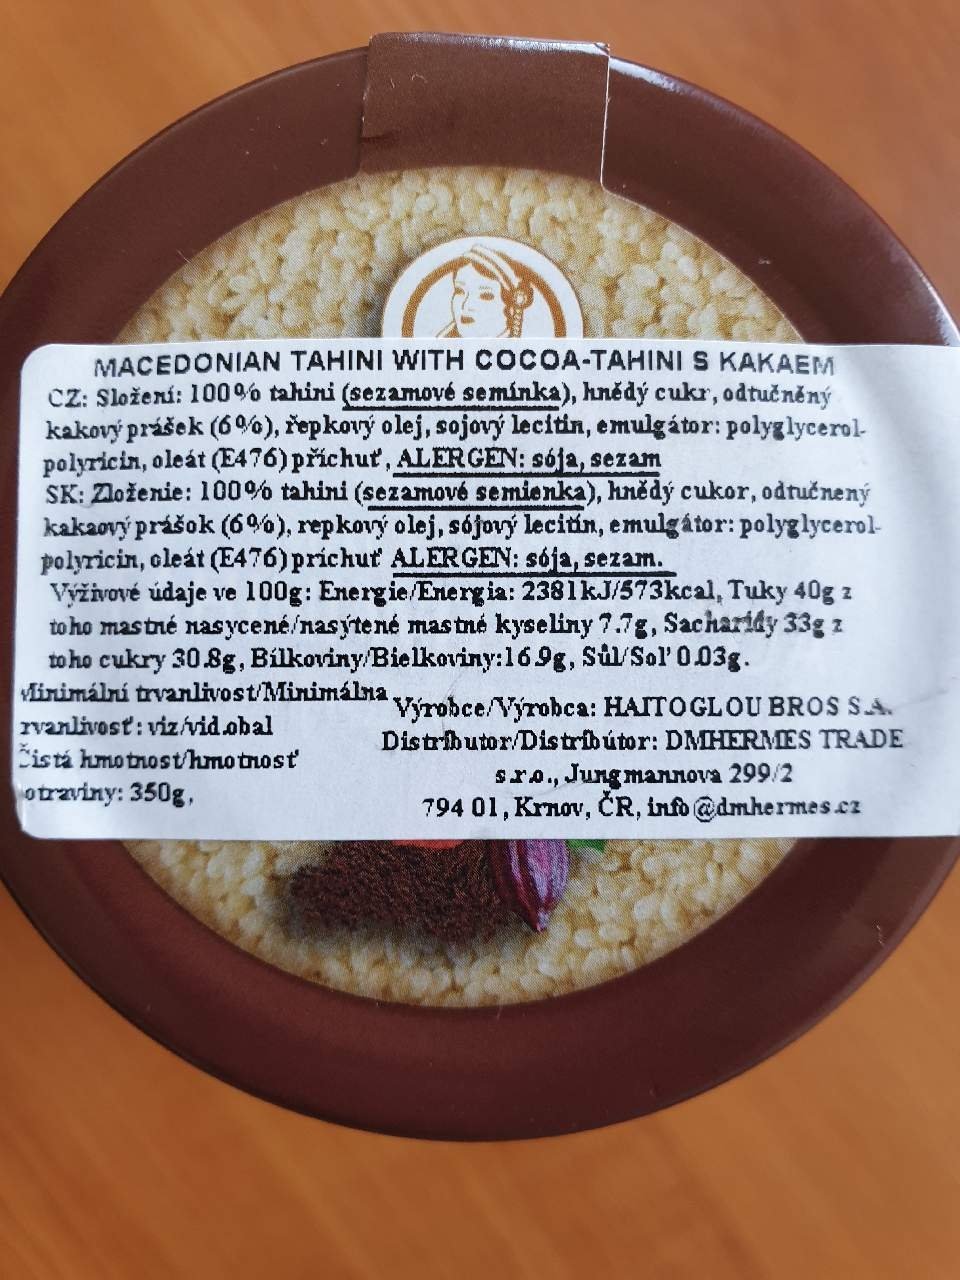 MACEDONIAN TAHINI WITH COCOA-TAHINI S KAKAEM
CZ: Složení: 100% tahini (sezamové semínka), hnědý cukr, odtučněný
kakový prášek (6%), řepkový olej, sojový lecitin, emulgátor: polyglycerol-
polyricin, oleát (E476) příchuť, ALERGEN: sója, sezam
SK: Zloženie: 100% tahini (sezamové semienka), hnědý cukor, odtučnený
kakaový prášok (6%), repkový olej, sójový lecitín, emulgátor: polyglycerol-
polyricin, oleát (E476) príchuť ALERGEN: sója, sezam.
Výživové údaje ve 100g: Energie/Energia: 2381kJ/573kcal, Tuky 40g z
toho mastné nasycené/nasýtené mastné kyseliny 7.7g, Sacharidy 33g z
toho cukry 30.8g, Bílkoviny/Bielkoviny:16.9g, Sůl/Soľ 0.03g.
Minimální trvanlivost/Minimálna
rvanlivosť: viz/vid.obal
Čistá hmotnost/hmotnosť
otraviny: 350g,
Výrobce/Výrobca: HAITOGLOU BROS S.A.
Distributor/Distribútor: DMHERMES TRADE
s.r.o., Jungmannova 299/2
794 01, Krnov, ČR, info@dmhermes.cz